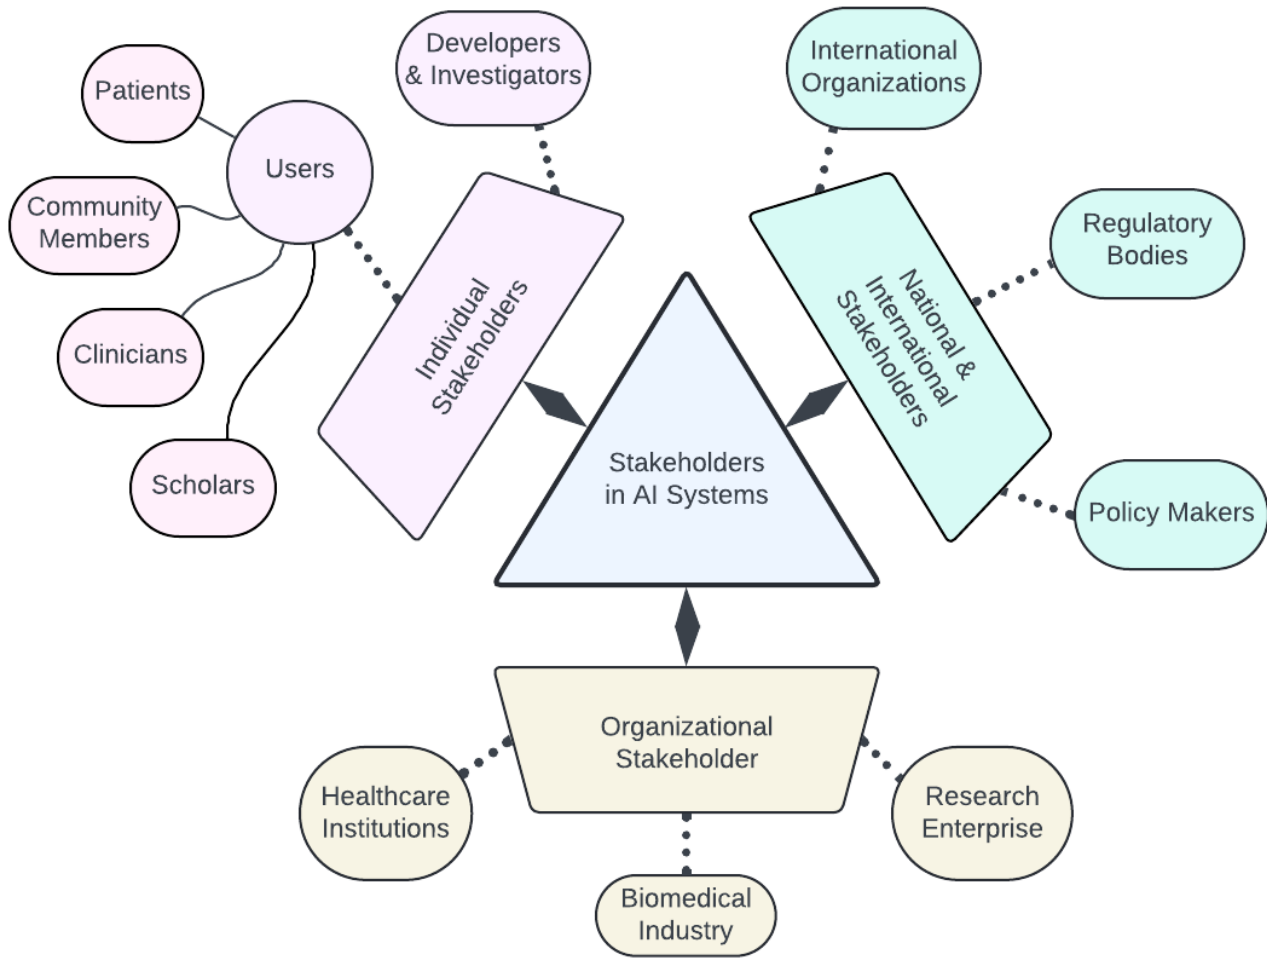 Developers
& Investigators
International
Organizations
Patients
Users
Community
Members
Regulatory
Bodies
Clinicians
Individual
Stakeholders
National &
International
Stakeholders
Scholars
Stakeholders
in AI Systems
Policy Makers
Organizational
Stakeholder
Healthcare
Institutions
Research
Enterprise
Biomedical
Industry